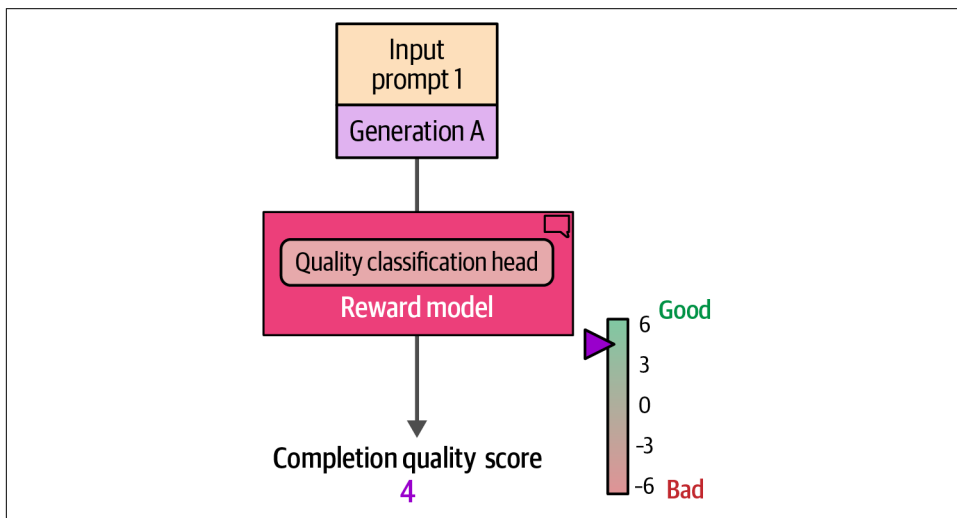 Input
prompt 1
Generation A
Quality classification head
Reward model
Good
6
3
0
-3
-6
Bad
Completion quality score
4